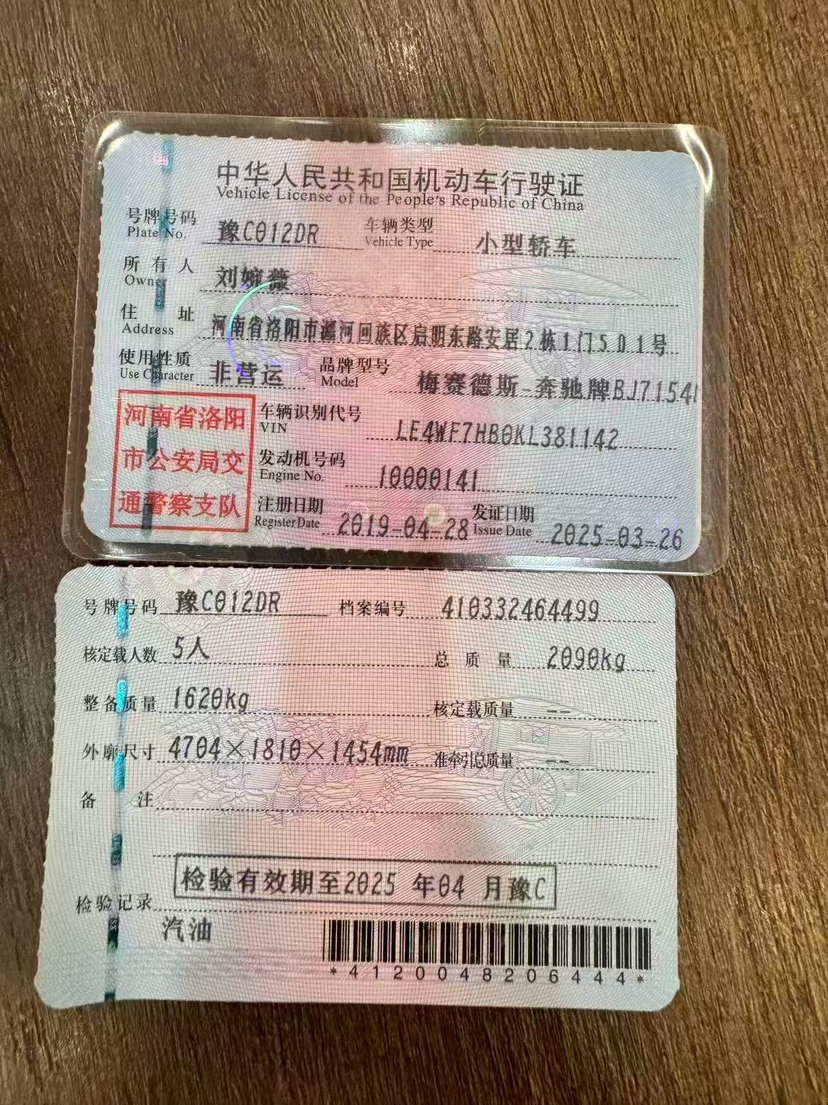 中华人民共和国机动车行驶证
Vehicle License of the People's Republic of China
号牌号码 豫C012DR 车辆类型 小型轿车
Plate No. Vehicle Type
所有人 刘婉薇
Owner
住址 河南省洛阳市瀍河回族区启明东路安居2栋1门501号
Address
使用性质 非营运 品牌型号 梅赛德斯-奔驰牌BJ7154
Use Character Model
河南省洛阳
市公安局交
通警察支队
车辆识别代号 LE4WF7HB0KL381142
VIN
发动机号码 10000141
Engine No.
注册日期 2019-04-28 发证日期 2025-03-26
Register Date Issue Date
号牌号码 豫C012DR 档案编号 410332464499
核定载人数 5人 总质量 2090kg
整备质量 1620kg 核定载质量 --
外廓尺寸 4704×1810×1454mm 准牵引总质量 --
备注
检验有效期至2025 年04 月豫C
检验记录
汽油
*4120048206444*